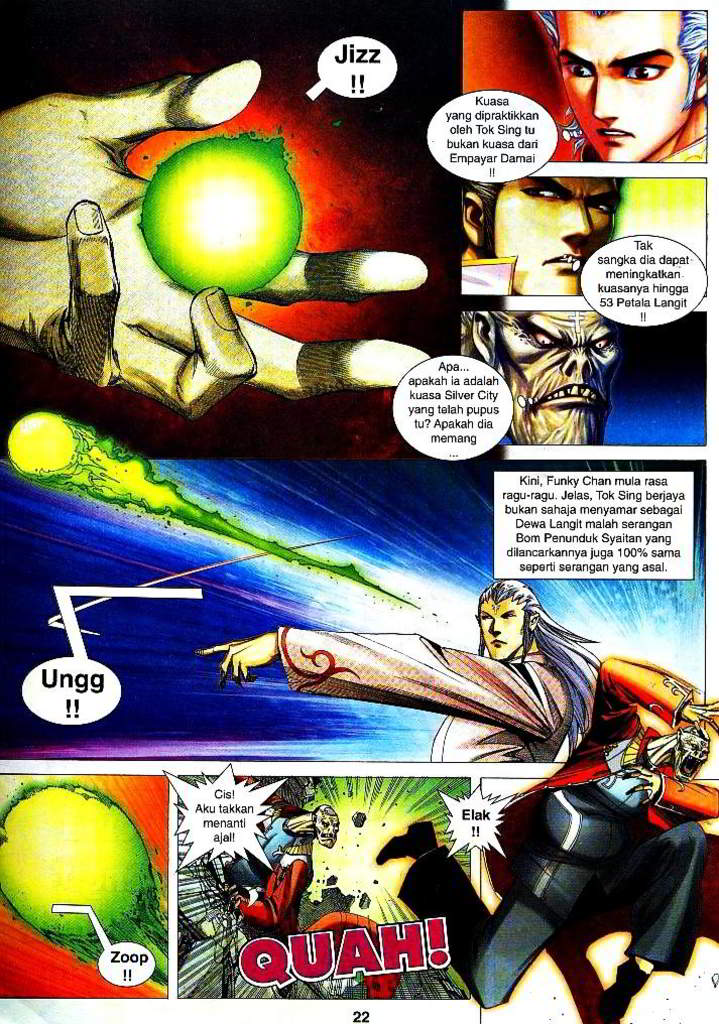 Jizz
!!
Kuasa
yang dipraktikkan
oleh Tok Sing tu
bukan kuasa dari
Empayar Damai
!!
Tak
sangka dia dapat
meningkatkan
kuasanya hingga
53 Petala Langit
!!
Apa...
apakah ia adalah
kuasa Silver City
yang telah pupus
tu? Apakah dia
memang
...
Kini, Funky Chan mula rasa
ragu-ragu. Jelas, Tok Sing berjaya
bukan sahaja menyamar sebagai
Dewa Langit malah serangan
Bom Penunduk Syaitan yang
dilancarkannya juga 100% sama
seperti serangan yang asal.
Ungg
!!
Zoop
!!
Cis!
Aku takkan
menanti
ajal!
Elak
!!
QUAH!
22